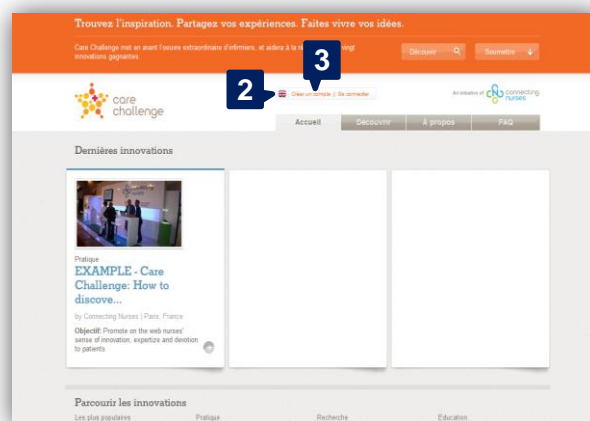 Trouvez l'inspiration. Partagez vos expériences. Faites vivre vos idées.
Care Challenge met en avant l'oeuvre extraordinaire d'infirmiers, et aidera à la vingt
innovations gagnantes.
Découvrir
Soumettre
2
3
care
challenge
Créer un compte | Se connecter
An initiative of connecting
nurses
Accueil Découvrir À propos FAQ
Dernières innovations
Pratique
EXAMPLE - Care
Challenge: How to
discove...
by Connecting Nurses | Paris, France
Objectif: Promote on the web nurses'
sense of innovation, expertize and devotion
to patients
Parcourir les innovations
Les plus populaires Pratique Recherche Education